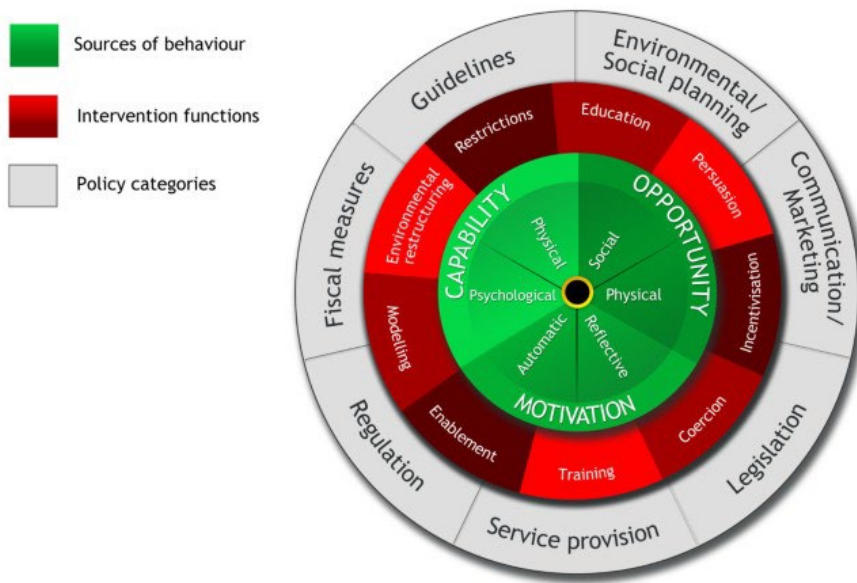 Sources of behaviour
Intervention functions
Policy categories
Guidelines
Environmental/
Social planning
Communication/
Marketing
Legislation
Service provision
Regulation
Fiscal measures
Restrictions
Education
Persuasion
Incentivisation
Coercion
Training
Enablement
Modelling
Environmental
restructuring
CAPABILITY
OPPORTUNITY
MOTIVATION
Physical
Social
Psychological
Physical
Automatic
Reflective